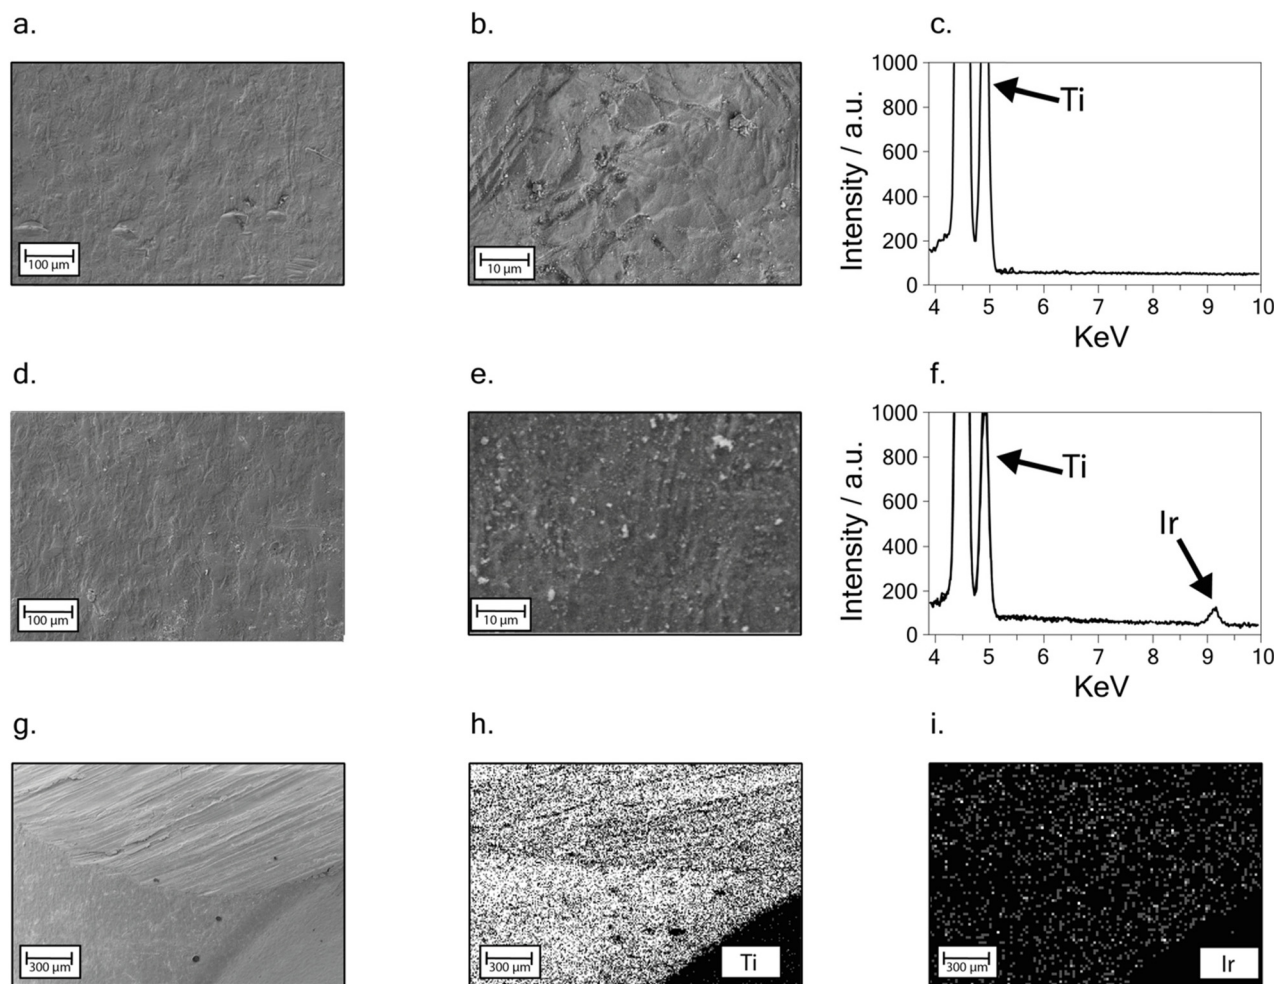 a.
b.
c.
100 µm
10 µm
Intensity / a.u.
1000
800
600
400
200
0
Ti
4 5 6 7 8 9 10
KeV
d.
e.
f.
100 µm
10 µm
Intensity / a.u.
1000
800
600
400
200
0
Ti
Ir
4 5 6 7 8 9 10
KeV
g.
h.
i.
300 µm
300 µm
Ti
300 µm
Ir